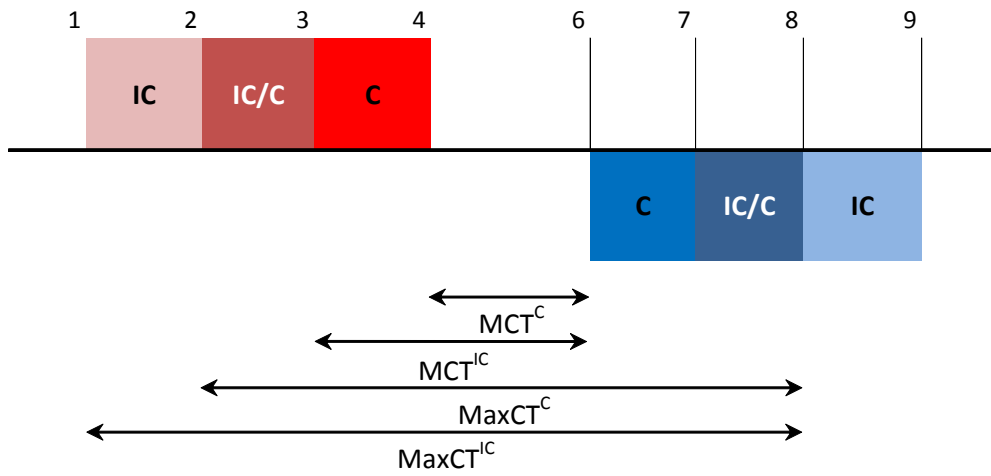 1 2 3 4 6 7 8 9
IC IC/C C
C IC/C IC
MCT^C
MCT^IC
MaxCT^C
MaxCT^IC